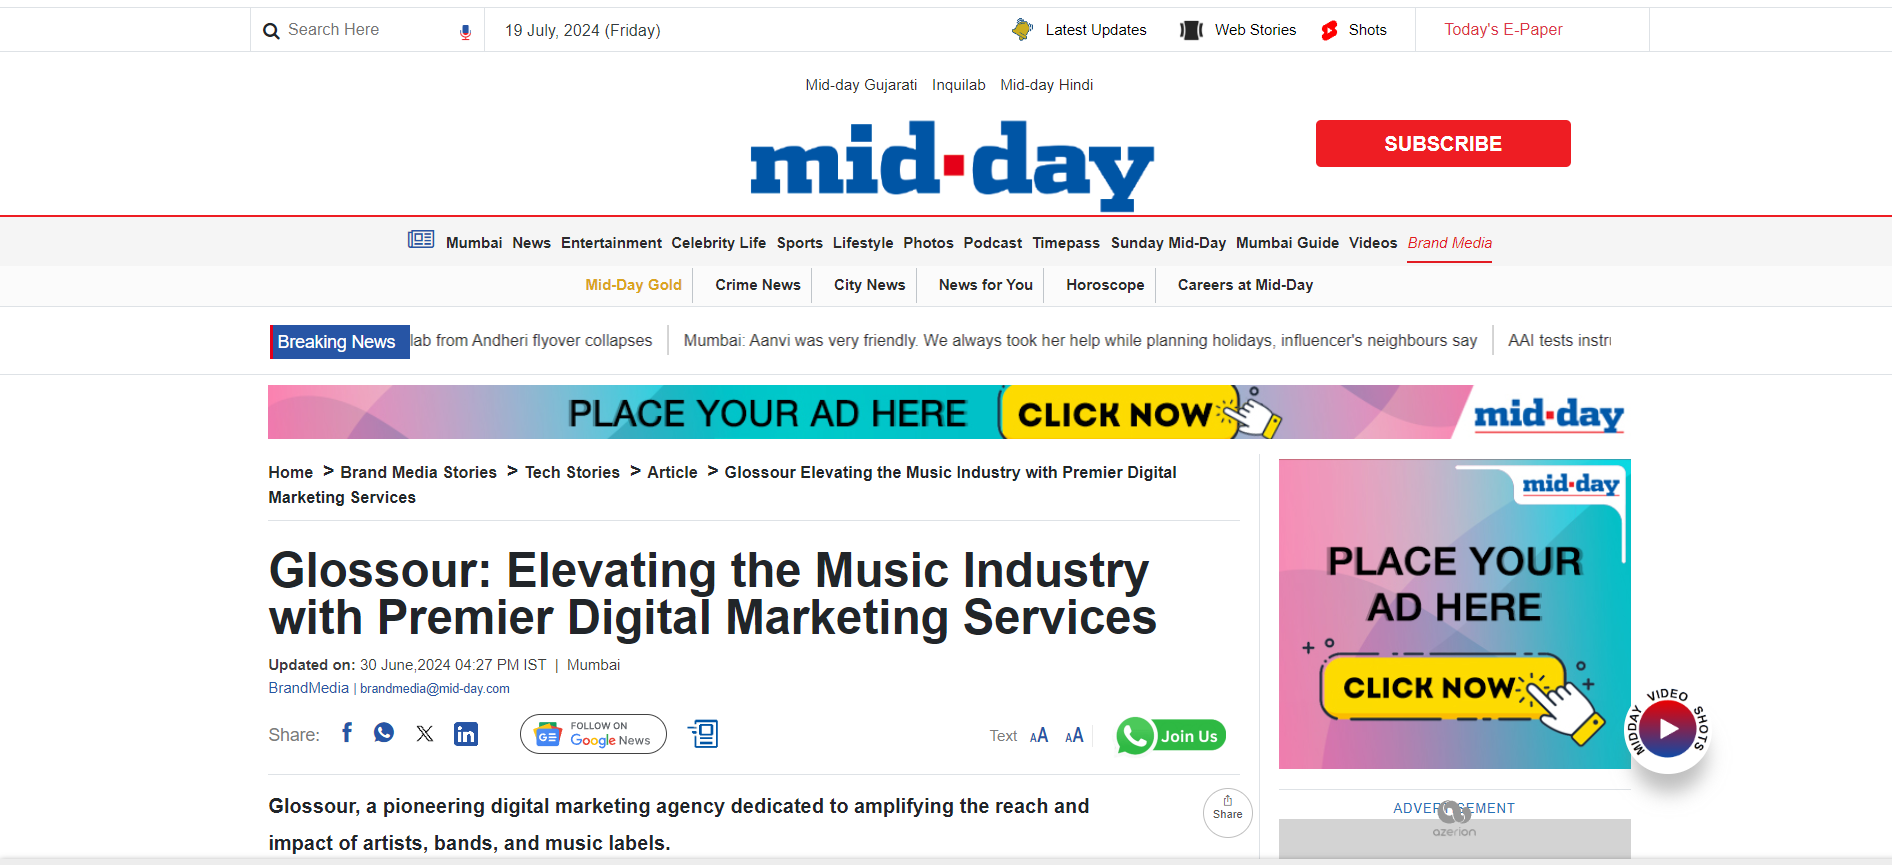 Search Here
19 July, 2024 (Friday)
Latest Updates
Web Stories
Shots
Today's E-Paper
Mid-day Gujarati Inquilab Mid-day Hindi
mid-day
SUBSCRIBE
Mumbai News Entertainment Celebrity Life Sports Lifestyle Photos Podcast Timepass Sunday Mid-Day Mumbai Guide Videos Brand Media
Mid-Day Gold Crime News City News News for You Horoscope Careers at Mid-Day
Breaking News lab from Andheri flyover collapses Mumbai: Aanvi was very friendly. We always took her help while planning holidays, influencer's neighbours say AAI tests instru
PLACE YOUR AD HERE CLICK NOW mid-day
Home > Brand Media Stories > Tech Stories > Article > Glossour Elevating the Music Industry with Premier Digital
Marketing Services
Glossour: Elevating the Music Industry
with Premier Digital Marketing Services
Updated on: 30 June,2024 04:27 PM IST | Mumbai
BrandMedia | brandmedia@mid-day.com
Share:
FOLLOW ON
Google News
GE
Text AA AA
Join Us
Glossour, a pioneering digital marketing agency dedicated to amplifying the reach and
impact of artists, bands, and music labels.
Share
mid-day
PLACE YOUR
AD HERE
CLICK NOW
MIDDAY VIDEO SHOTS
ADVERTISEMENT
azerion